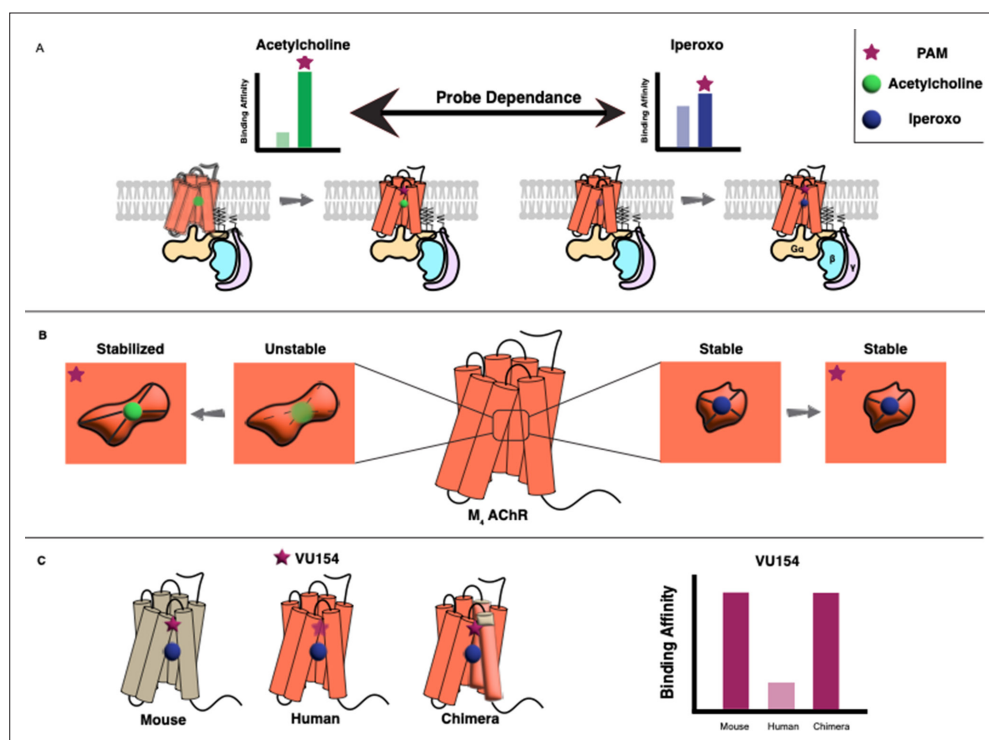 A
Acetylcholine
Binding Affinity
Probe Dependance
Iperoxo
Binding Affinity
PAM
Acetylcholine
Iperoxo
Gα
β
γ
B
Stabilized
Unstable
Stable
Stable
M4 AChR
C
VU154
Mouse
Human
Chimera
VU154
Binding Affinity
Mouse
Human
Chimera